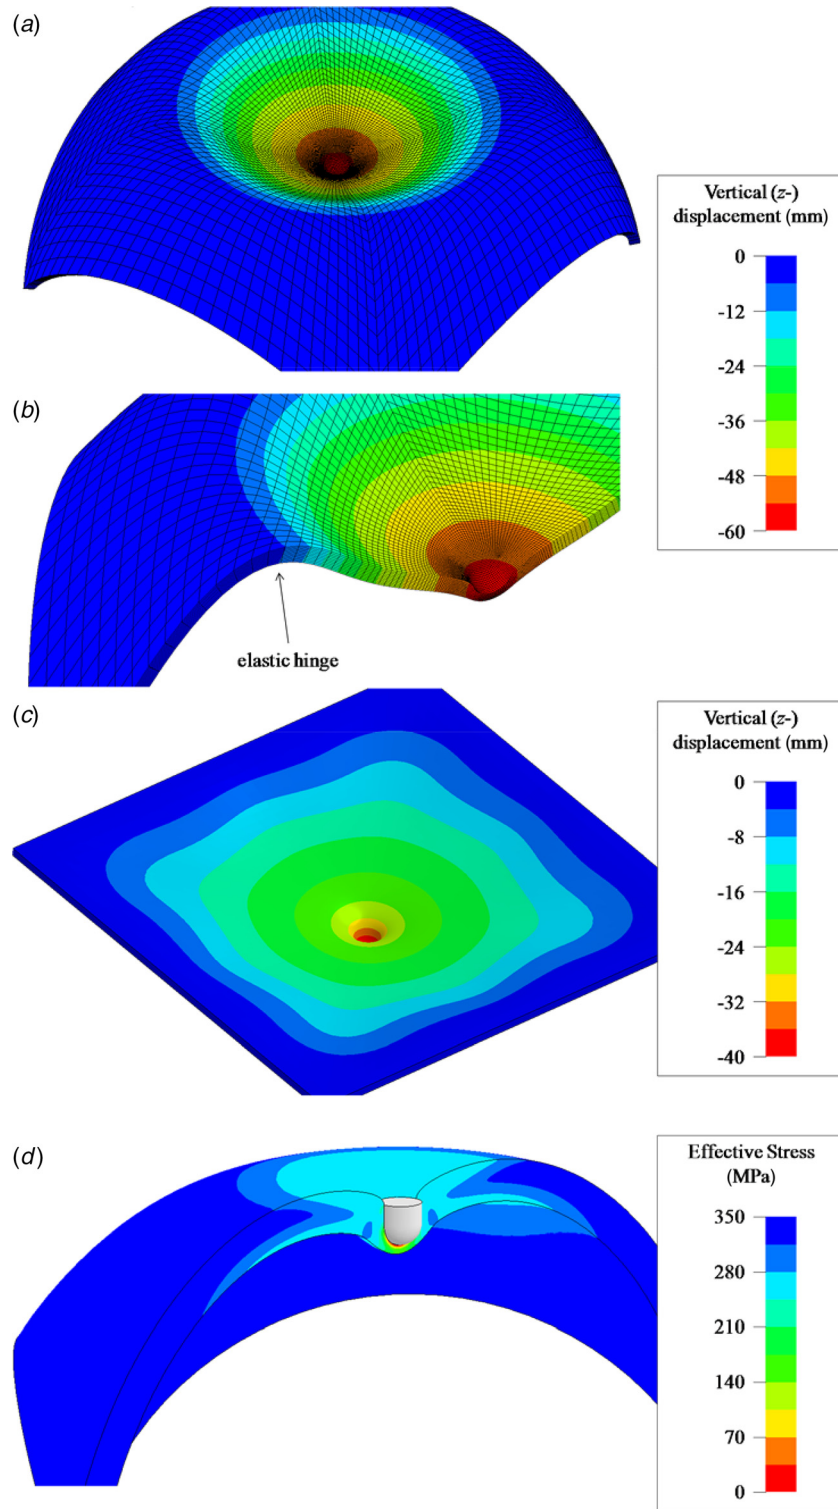 (a)
Vertical (z-)
displacement (mm)
0
-12
-24
-36
-48
-60
(b)
elastic hinge
(c)
Vertical (z-)
displacement (mm)
0
-8
-16
-24
-32
-40
(d)
Effective Stress
(MPa)
350
280
210
140
70
0